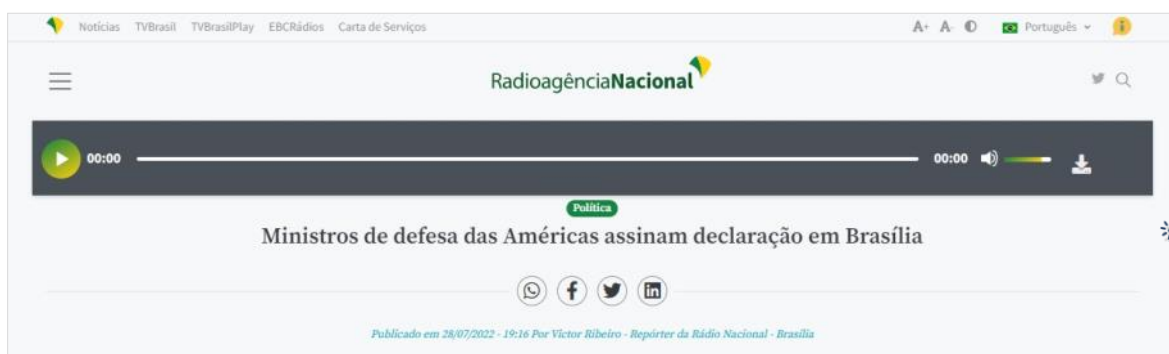 Notícias TVBrasil TVBrasilPlay EBCRádios Carta de Serviços A+ A- Português
RadioagênciaNacional
00:00 00:00
Política
Ministros de defesa das Américas assinam declaração em Brasília
Publicado em 28/07/2022 - 19:16 Por Victor Ribeiro - Repórter da Rádio Nacional - Brasília